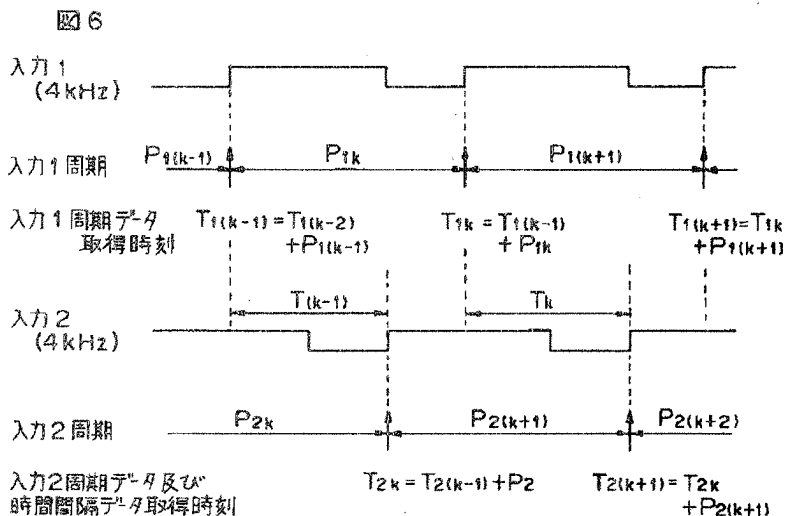 図6
入力1
(4kHz)
入力1周期
P1(k-1)
P1k
P1(k+1)
入力1周期データ
取得時刻
T1(k-1)=T1(k-2)
+P1(k-1)
T1k=T1(k-1)
+P1k
T1(k+1)=T1k
+P1(k+1)
T(k-1)
Tk
入力2
(4kHz)
入力2周期
P2k
P2(k+1)
P2(k+2)
入力2周期データ及び
時間間隔データ取得時刻
T2k=T2(k-1)+P2
T2(k+1)=T2k
+P2(k+1)